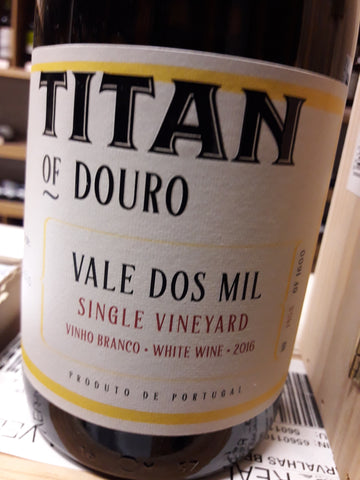 TITAN
OF DOURO
VALE DOS MIL
SINGLE VINEYARD
VINHO BRANCO • WHITE WINE • 2016
PRODUTO DE PORTUGAL